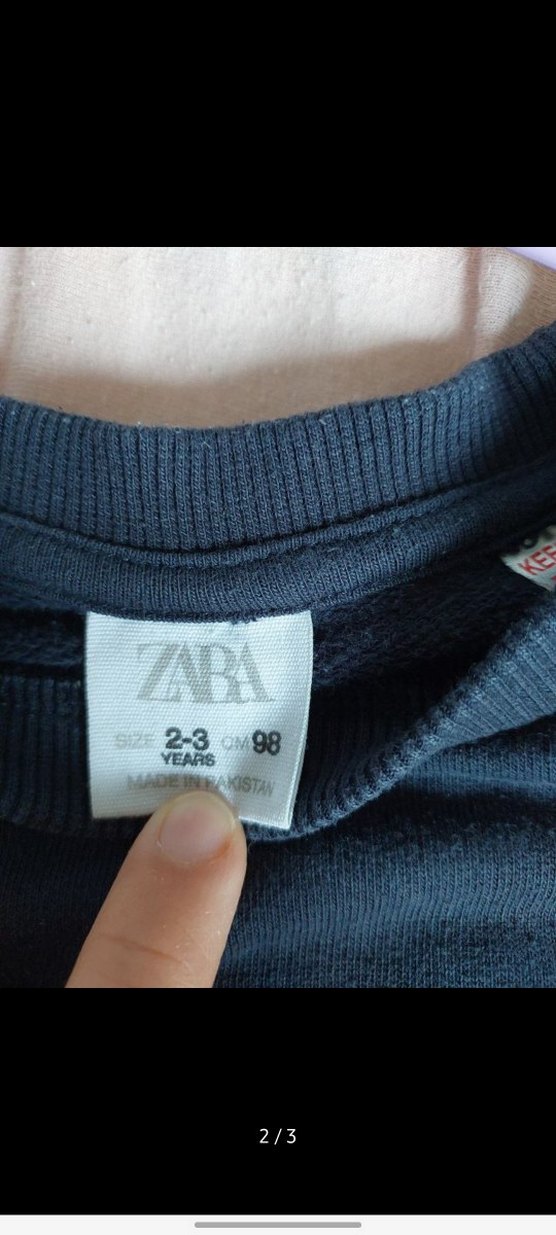 ZARA
SIZE 2-3 CM 98
YEARS
MADE IN PAKISTAN
2 / 3